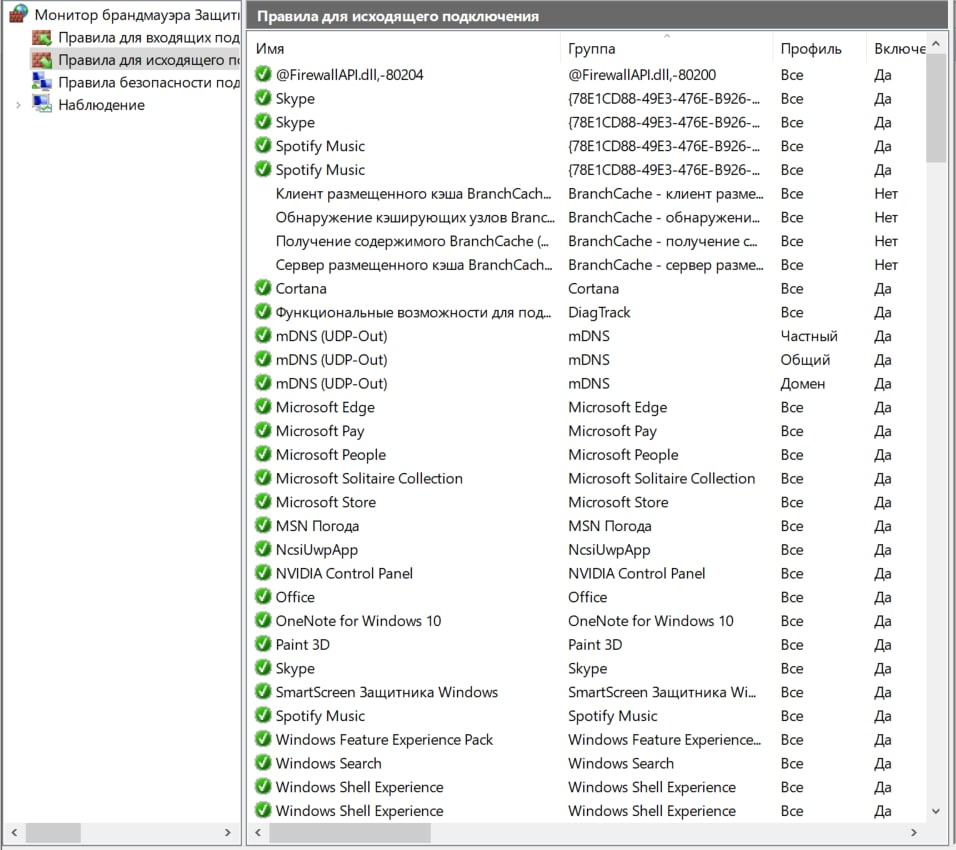 Монитор брандмауэра Защит
Правила для входящих под
Правила для исходящего по
Правила безопасности под
Наблюдение
Правила для исходящего подключения
Имя Группа Профиль Включе
@FirewallAPI.dll,-80204 @FirewallAPI.dll,-80200 Все Да
Skype {78E1CD88-49E3-476E-B926-... Все Да
Skype {78E1CD88-49E3-476E-B926-... Все Да
Spotify Music {78E1CD88-49E3-476E-B926-... Все Да
Spotify Music {78E1CD88-49E3-476E-B926-... Все Да
Клиент размещенного кэша BranchCach... BranchCache - клиент разме... Все Нет
Обнаружение кэширующих узлов Branc... BranchCache - обнаружени... Все Нет
Получение содержимого BranchCache (... BranchCache - получение с... Все Нет
Сервер размещенного кэша BranchCach... BranchCache - сервер разме... Все Нет
Cortana Cortana Все Да
Функциональные возможности для под... DiagTrack Все Да
mDNS (UDP-Out) mDNS Частный Да
mDNS (UDP-Out) mDNS Общий Да
mDNS (UDP-Out) mDNS Домен Да
Microsoft Edge Microsoft Edge Все Да
Microsoft Pay Microsoft Pay Все Да
Microsoft People Microsoft People Все Да
Microsoft Solitaire Collection Microsoft Solitaire Collection Все Да
Microsoft Store Microsoft Store Все Да
MSN Погода MSN Погода Все Да
NcsiUwpApp NcsiUwpApp Все Да
NVIDIA Control Panel NVIDIA Control Panel Все Да
Office Office Все Да
OneNote for Windows 10 OneNote for Windows 10 Все Да
Paint 3D Paint 3D Все Да
Skype Skype Все Да
SmartScreen Защитника Windows SmartScreen Защитника Wi... Все Да
Spotify Music Spotify Music Все Да
Windows Feature Experience Pack Windows Feature Experience... Все Да
Windows Search Windows Search Все Да
Windows Shell Experience Windows Shell Experience Все Да
Windows Shell Experience Windows Shell Experience Все Да